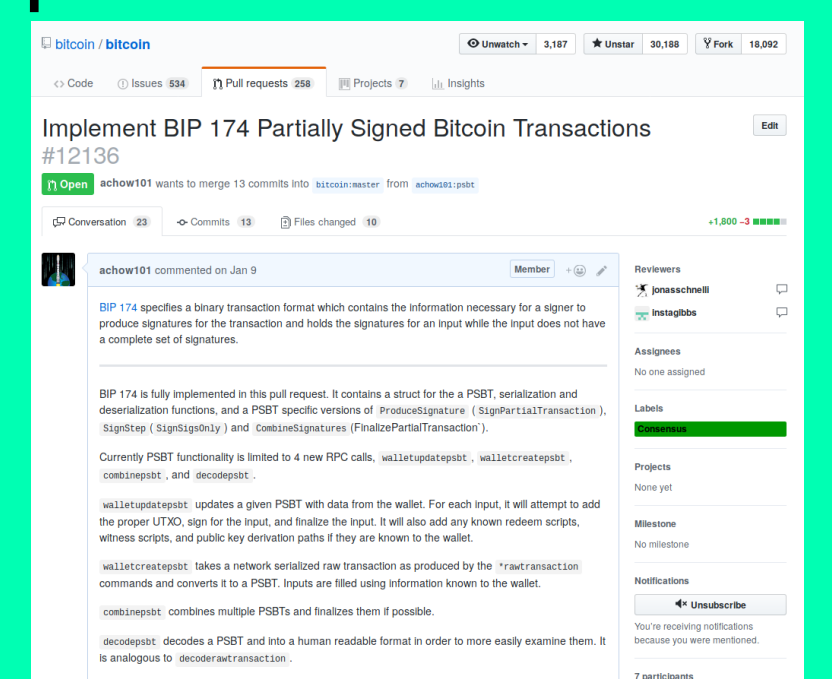 bitcoin / bitcoin
Unwatch 3,187 Unstar 30,188 Fork 18,092
Code Issues 534 Pull requests 258 Projects 7 Insights
Implement BIP 174 Partially Signed Bitcoin Transactions
#12136
Edit
Open achow101 wants to merge 13 commits into bitcoin:master from achow101:psbt
Conversation 23 Commits 13 Files changed 10 +1,800 −3
achow101 commented on Jan 9 Member
BIP 174 specifies a binary transaction format which contains the information necessary for a signer to
produce signatures for the transaction and holds the signatures for an input while the input does not have
a complete set of signatures.
BIP 174 is fully implemented in this pull request. It contains a struct for the a PSBT, serialization and
deserialization functions, and a PSBT specific versions of ProduceSignature ( SignPartialTransaction ),
SignStep ( SignSigsOnly ) and CombineSignatures (FinalizePartialTransaction`).
Currently PSBT functionality is limited to 4 new RPC calls, walletupdatepsbt , walletcreatepsbt ,
combinepsbt , and decodepsbt .
walletupdatepsbt updates a given PSBT with data from the wallet. For each input, it will attempt to add
the proper UTXO, sign for the input, and finalize the input. It will also add any known redeem scripts,
witness scripts, and public key derivation paths if they are known to the wallet.
walletcreatepsbt takes a network serialized raw transaction as produced by the *rawtransaction
commands and converts it to a PSBT. Inputs are filled using information known to the wallet.
combinepsbt combines multiple PSBTs and finalizes them if possible.
decodepsbt decodes a PSBT and into a human readable format in order to more easily examine them. It
is analogous to decoderawtransaction .
Reviewers
jonasschnelli
instagibbs
Assignees
No one assigned
Labels
Consensus
Projects
None yet
Milestone
No milestone
Notifications
Unsubscribe
You're receiving notifications
because you were mentioned.
7 participants